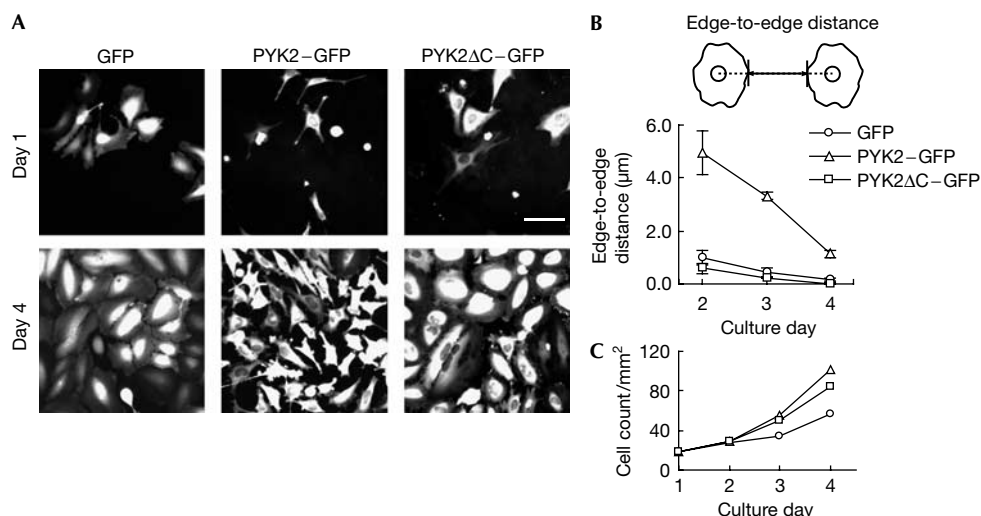 A
GFP
PYK2–GFP
PYK2ΔC–GFP
Day 1
Day 4
B
Edge-to-edge distance
Edge-to-edge
distance (µm)
6.0
4.0
2.0
0.0
2
3
4
Culture day
GFP
PYK2–GFP
PYK2ΔC–GFP
C
Cell count/mm²
120
80
40
0
1
2
3
4
Culture day